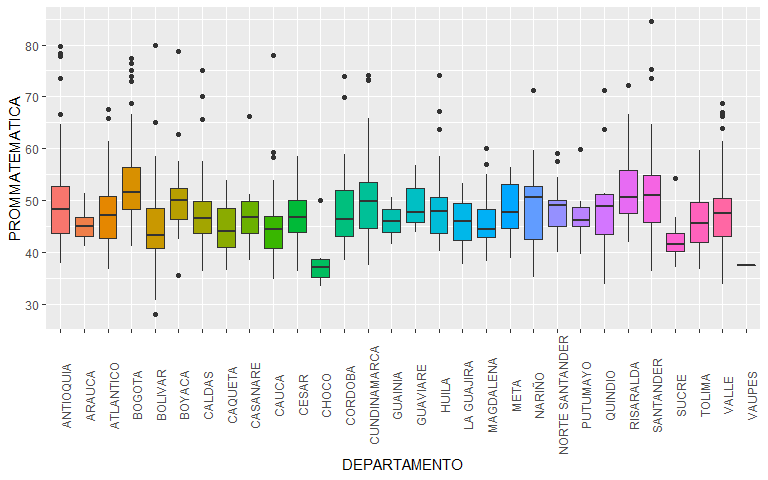 PROMMATEMATICA
80
70
60
50
40
30
ANTIOQUIA
ARAUCA
ATLANTICO
BOGOTA
BOLIVAR
BOYACA
CALDAS
CAQUETA
CASANARE
CAUCA
CESAR
CHOCO
CORDOBA
CUNDINAMARCA
GUAINIA
GUAVIARE
HUILA
LA GUAJIRA
MAGDALENA
META
NARIÑO
NORTE SANTANDER
PUTUMAYO
QUINDIO
RISARALDA
SANTANDER
SUCRE
TOLIMA
VALLE
VAUPES
DEPARTAMENTO